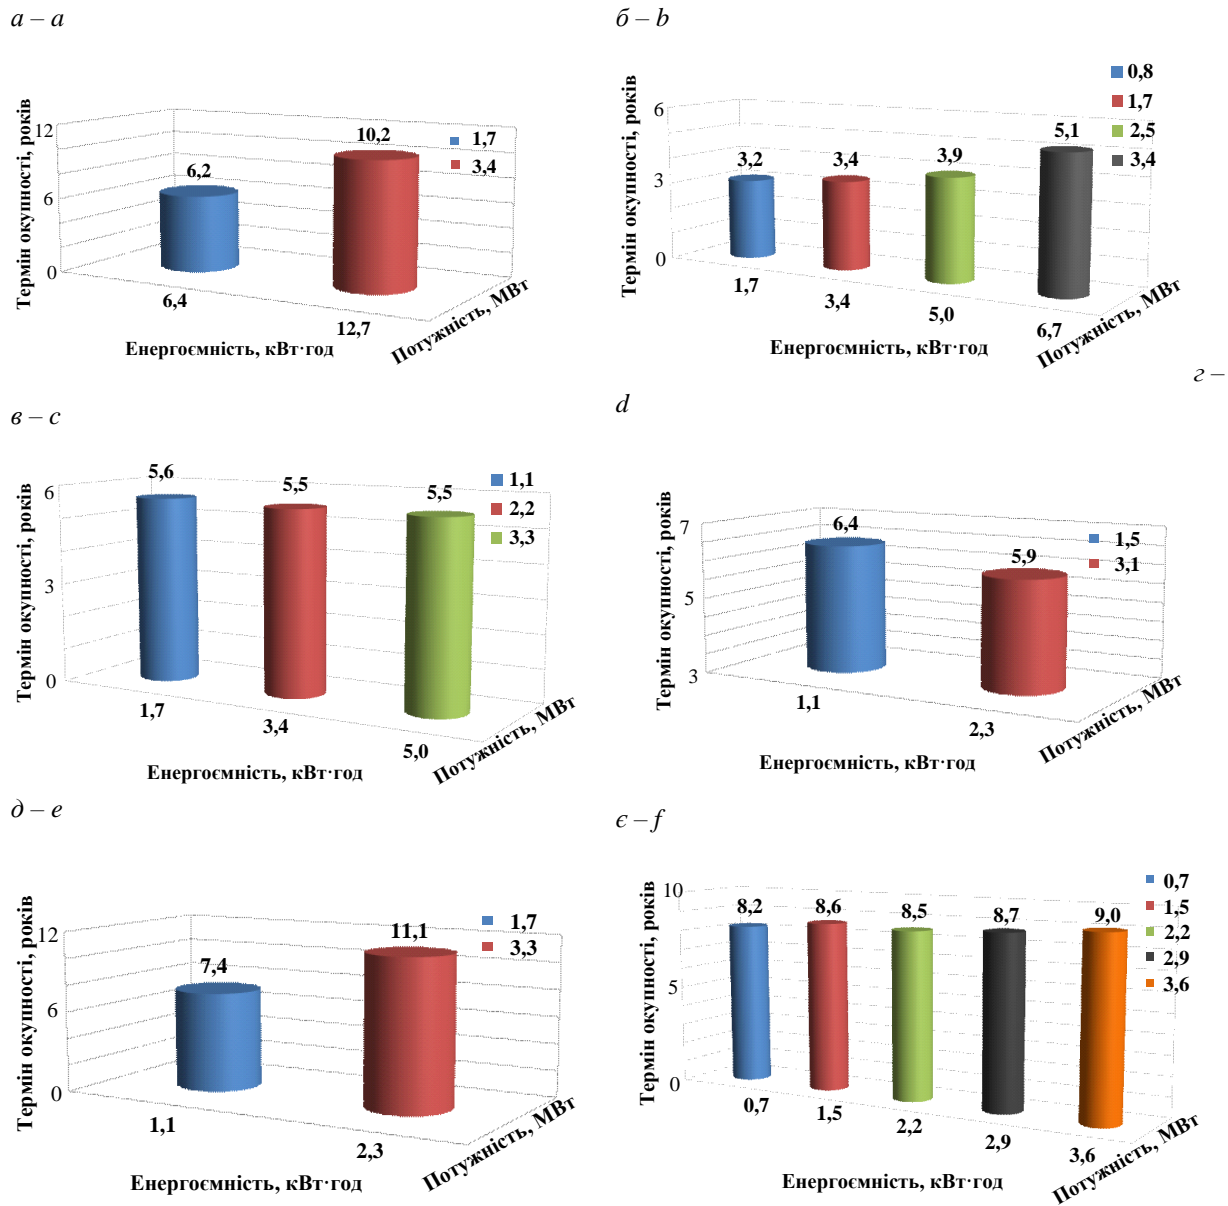 а – a
12
6
0
Термін окупності, років
6,2
10,2
1,7
3,4
6,4
12,7
Енергоємність, кВт·год
Потужність, МВт
б – b
6
3
0
Термін окупності, років
3,2
3,4
3,9
5,1
0,8
1,7
2,5
3,4
1,7
3,4
5,0
6,7
Енергоємність, кВт·год
Потужність, МВт
в – c
6
3
0
Термін окупності, років
5,6
5,5
5,5
1,1
2,2
3,3
1,7
3,4
5,0
Енергоємність, кВт·год
Потужність, МВт
г –
d
7
5
3
Термін окупності, років
6,4
5,9
1,5
3,1
1,1
2,3
Енергоємність, кВт·год
Потужність, МВт
д – e
12
6
0
Термін окупності, років
7,4
11,1
1,7
3,3
1,1
2,3
Енергоємність, кВт·год
Потужність, МВт
є – f
10
5
0
Термін окупності, років
8,2
8,6
8,5
8,7
9,0
0,7
1,5
2,2
2,9
3,6
0,7
1,5
2,2
2,9
3,6
Енергоємність, кВт·год
Потужність, МВт